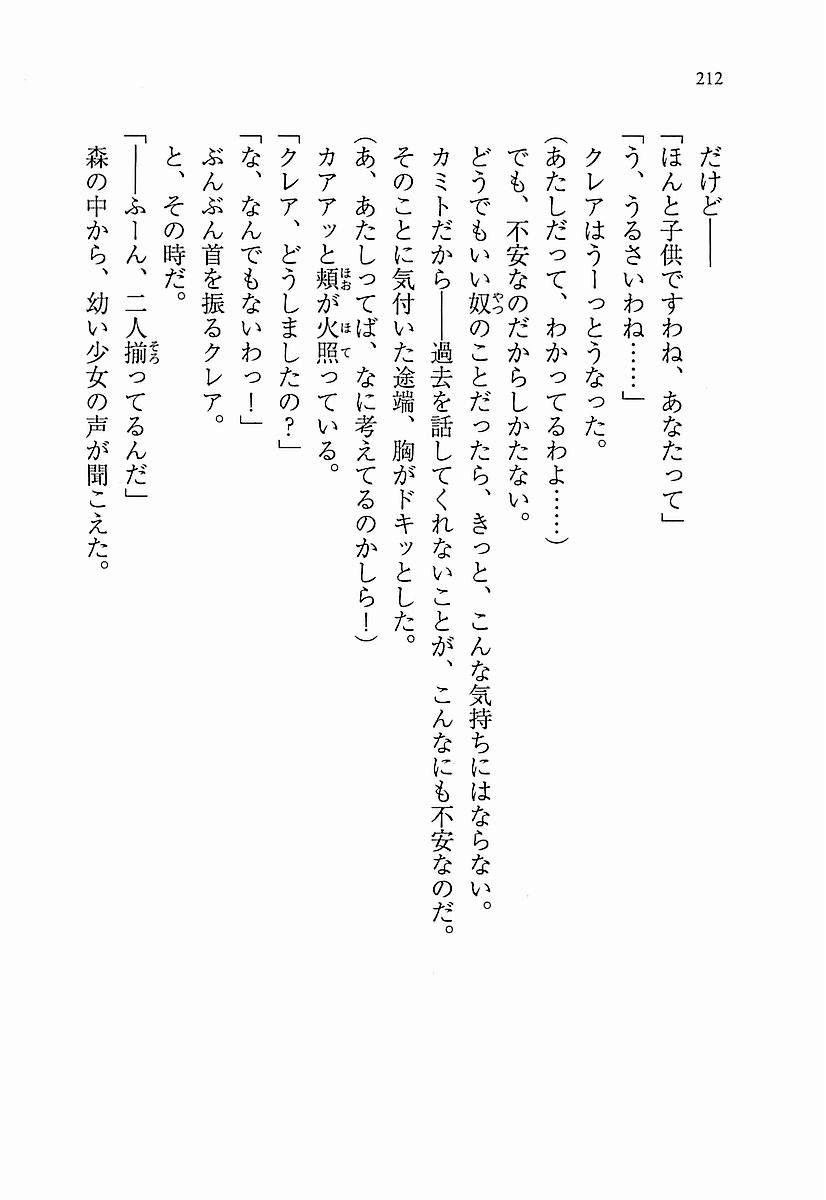 212
だけど――
「ほんと子供ですわね、あなたって」
「う、うるさいわね……」
クレアはうーっとうなった。
(あたしだって、わかってるわよ……)
でも、不安なのだからしかたない。
どうでもいい奴のことだったら、きっと、こんな気持ちにはならない。
カミトだから――過去を話してくれないことが、こんなにも不安なのだ。
そのことに気付いた途端、胸がドキッとした。
(あ、あたしってば、なに考えてるのかしら!)
カアアッと頬が火照っている。
「クレア、どうしましたの?」
「な、なんでもないわっ!」
ぶんぶん首を振るクレア。
と、その時だ。
「――ふーん、二人揃ってるんだ」
森の中から、幼い少女の声が聞こえた。